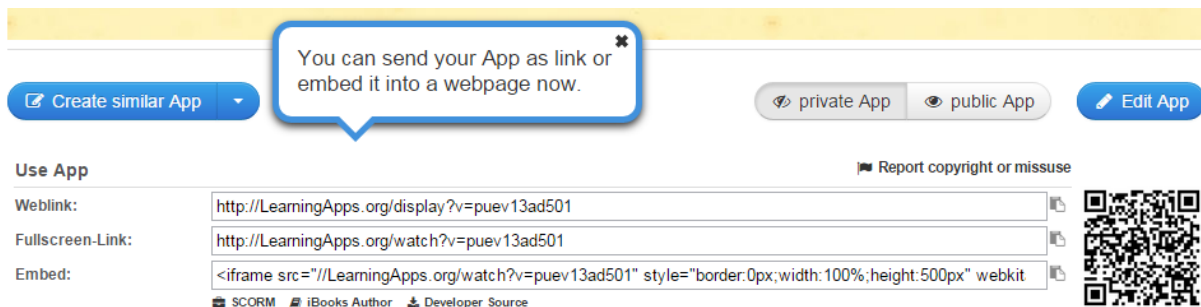 You can send your App as link or
embed it into a webpage now.
Create similar App
private App
public App
Edit App
Use App
Report copyright or missuse
Weblink:
http://LearningApps.org/display?v=puev13ad501
Fullscreen-Link:
http://LearningApps.org/watch?v=puev13ad501
Embed:
<iframe src="//LearningApps.org/watch?v=puev13ad501" style="border:0px;width:100%;height:500px" webkit
SCORM iBooks Author Developer Source